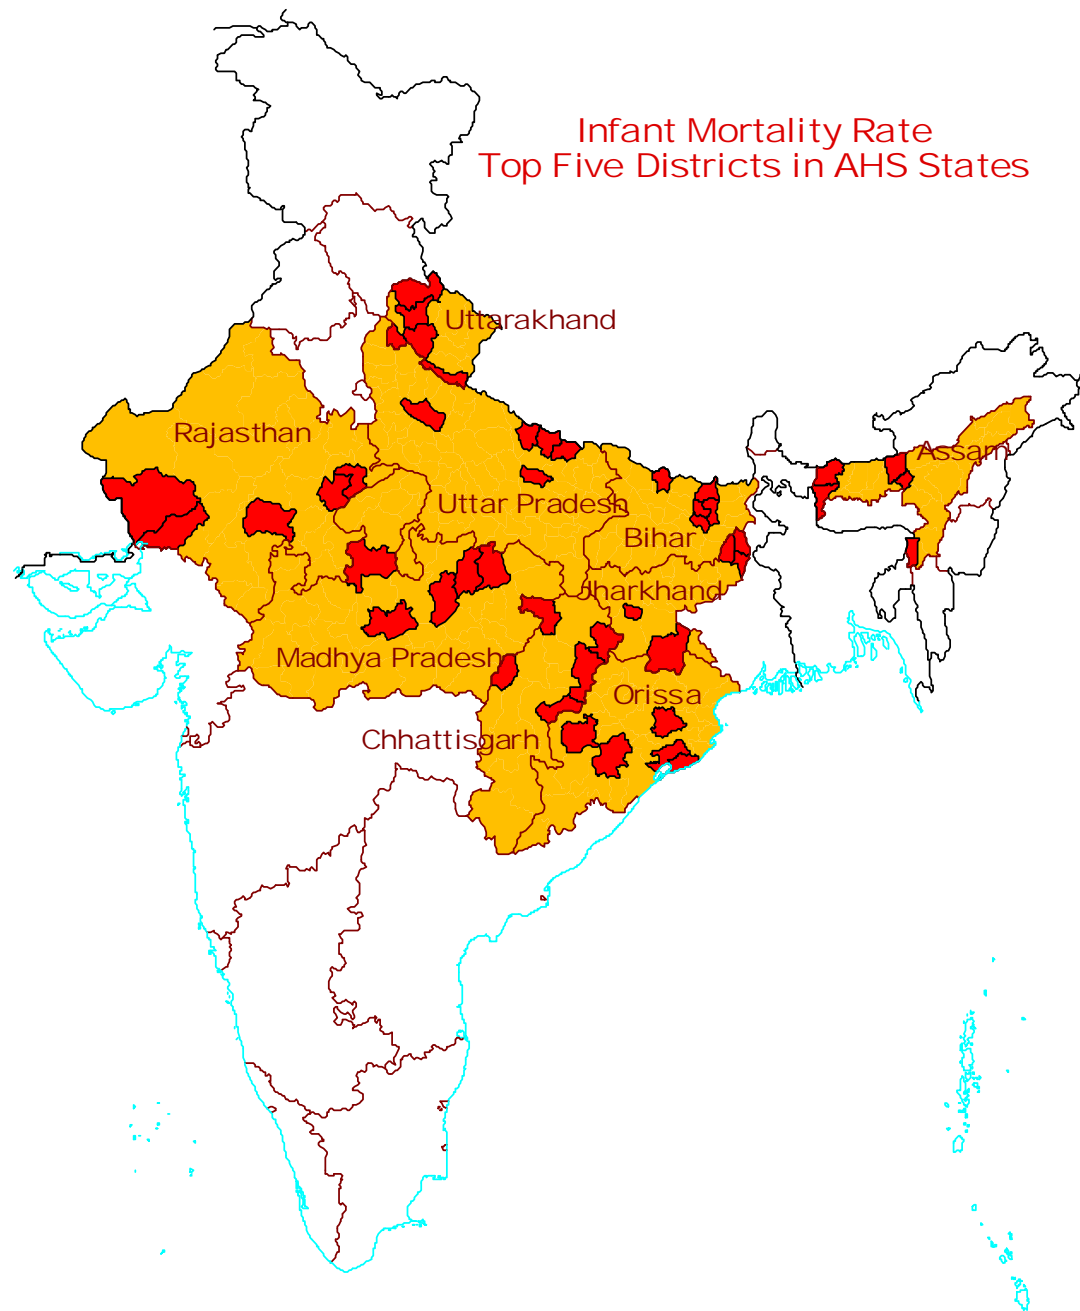 Infant Mortality Rate
Top Five Districts in AHS States
Uttarakhand
Rajasthan
Assam
Uttar Pradesh
Bihar
Jharkhand
Madhya Pradesh
Orissa
Chhattisgarh